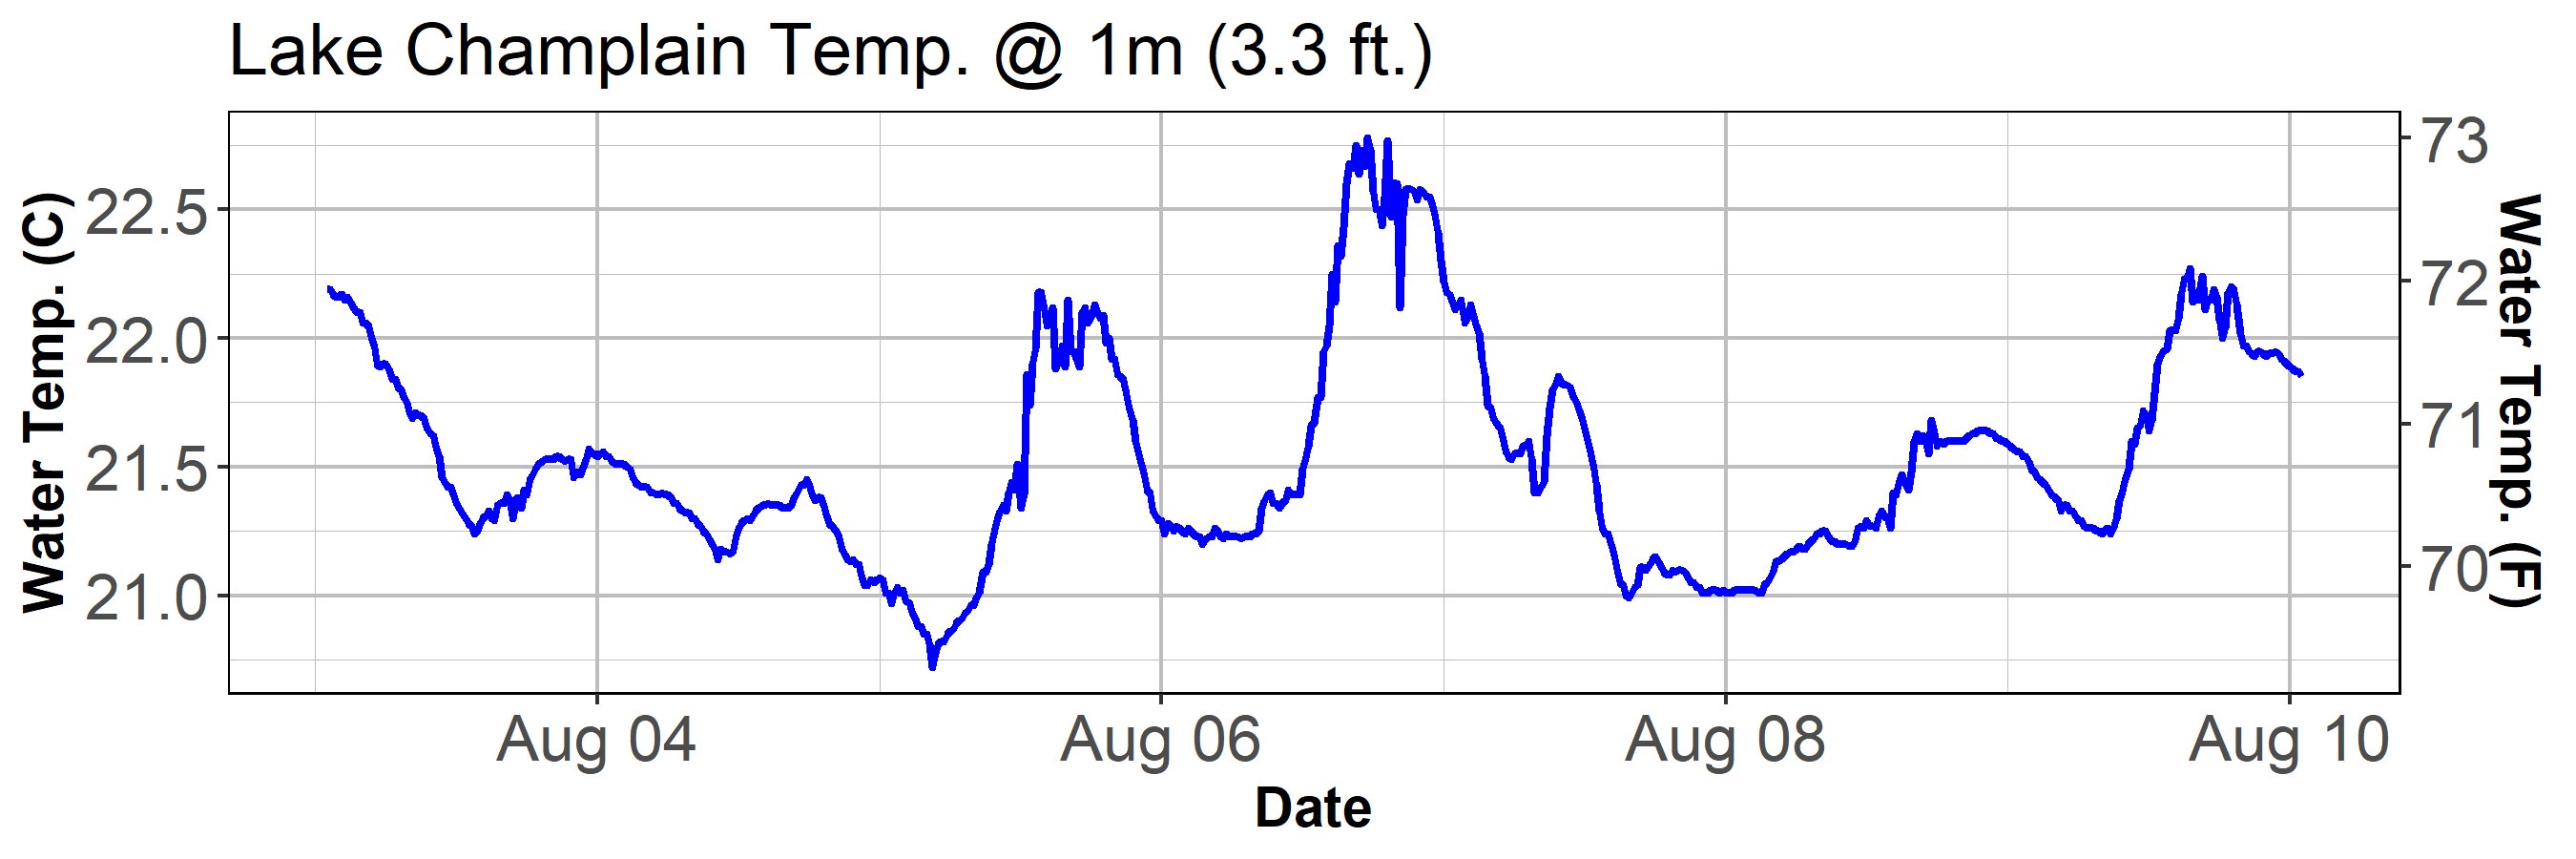 Lake Champlain Temp. @ 1m (3.3 ft.)
Water Temp. (C)
22.5
22.0
21.5
21.0
73
72
71
70
Water Temp. (F)
Aug 04
Aug 06
Aug 08
Aug 10
Date